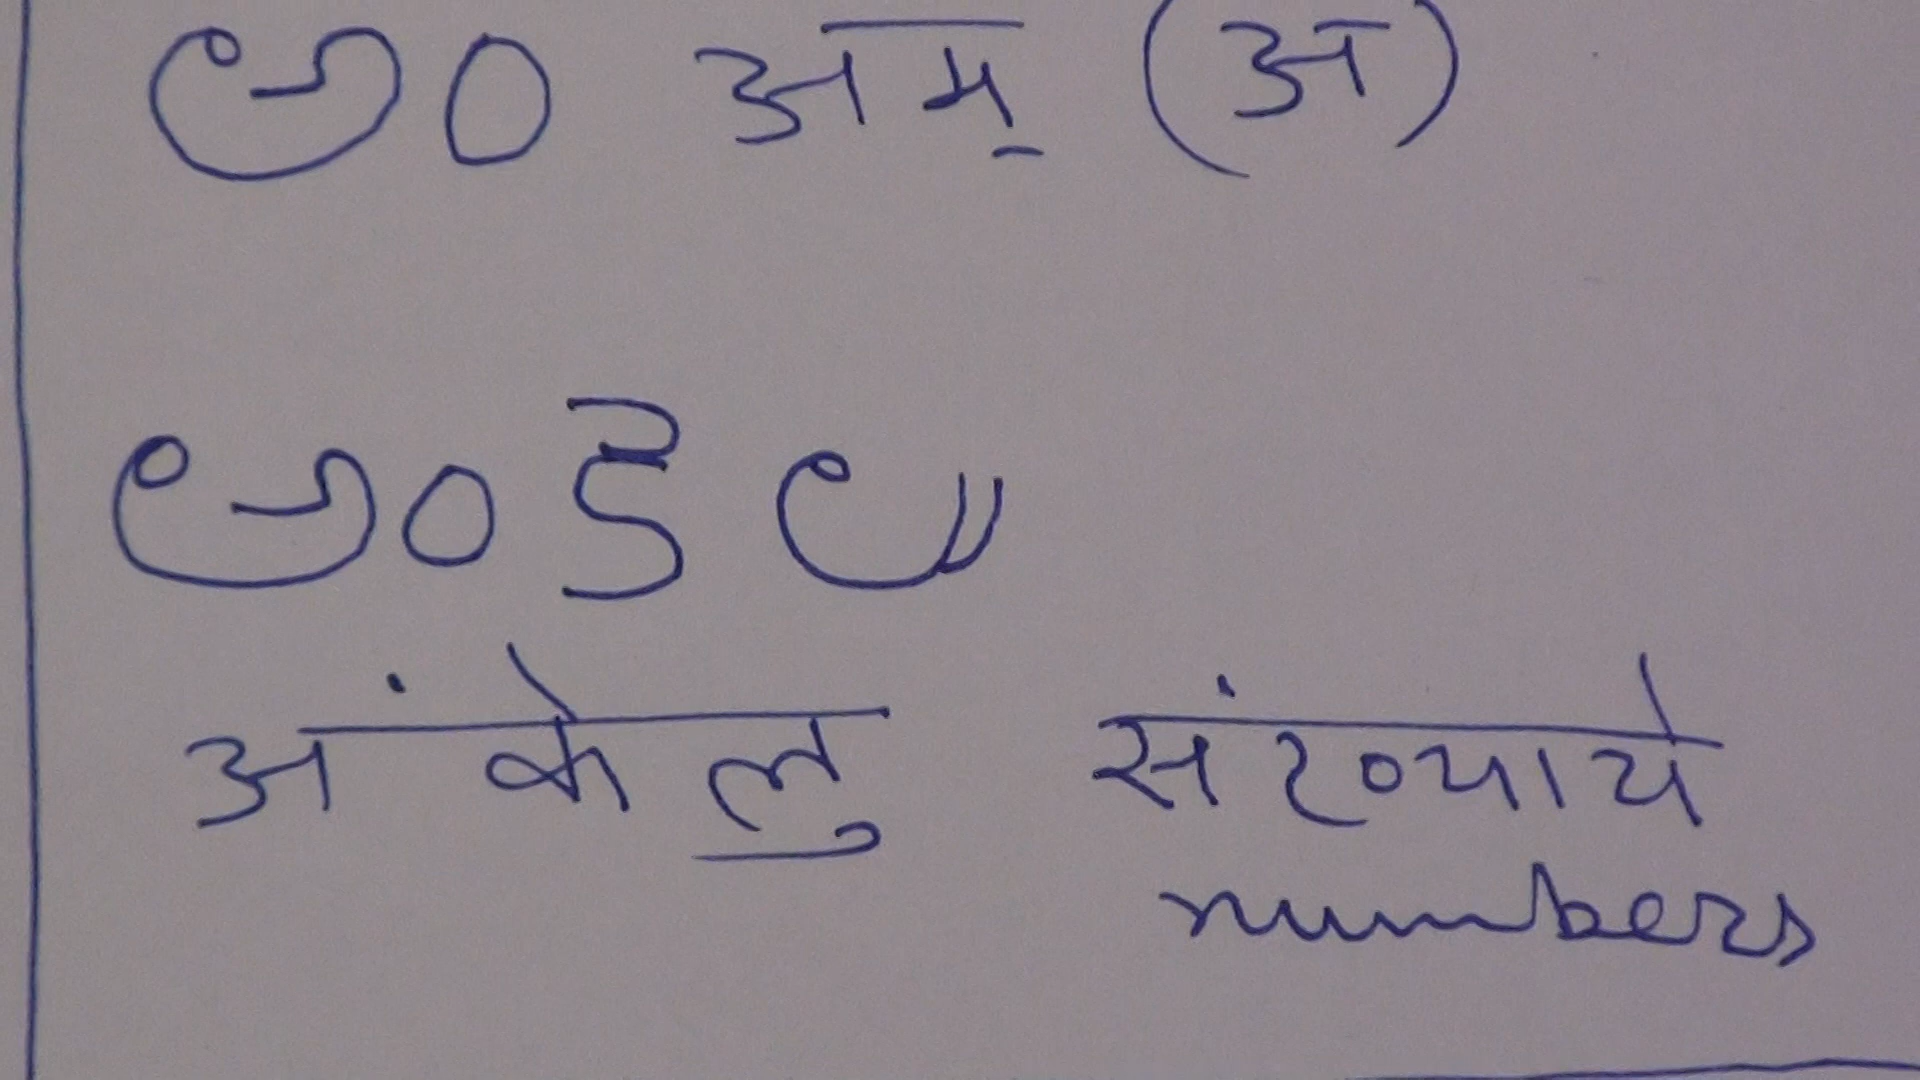 అం अम् (अ)
అంకెలు
अंकेलु संख्याये
numbers